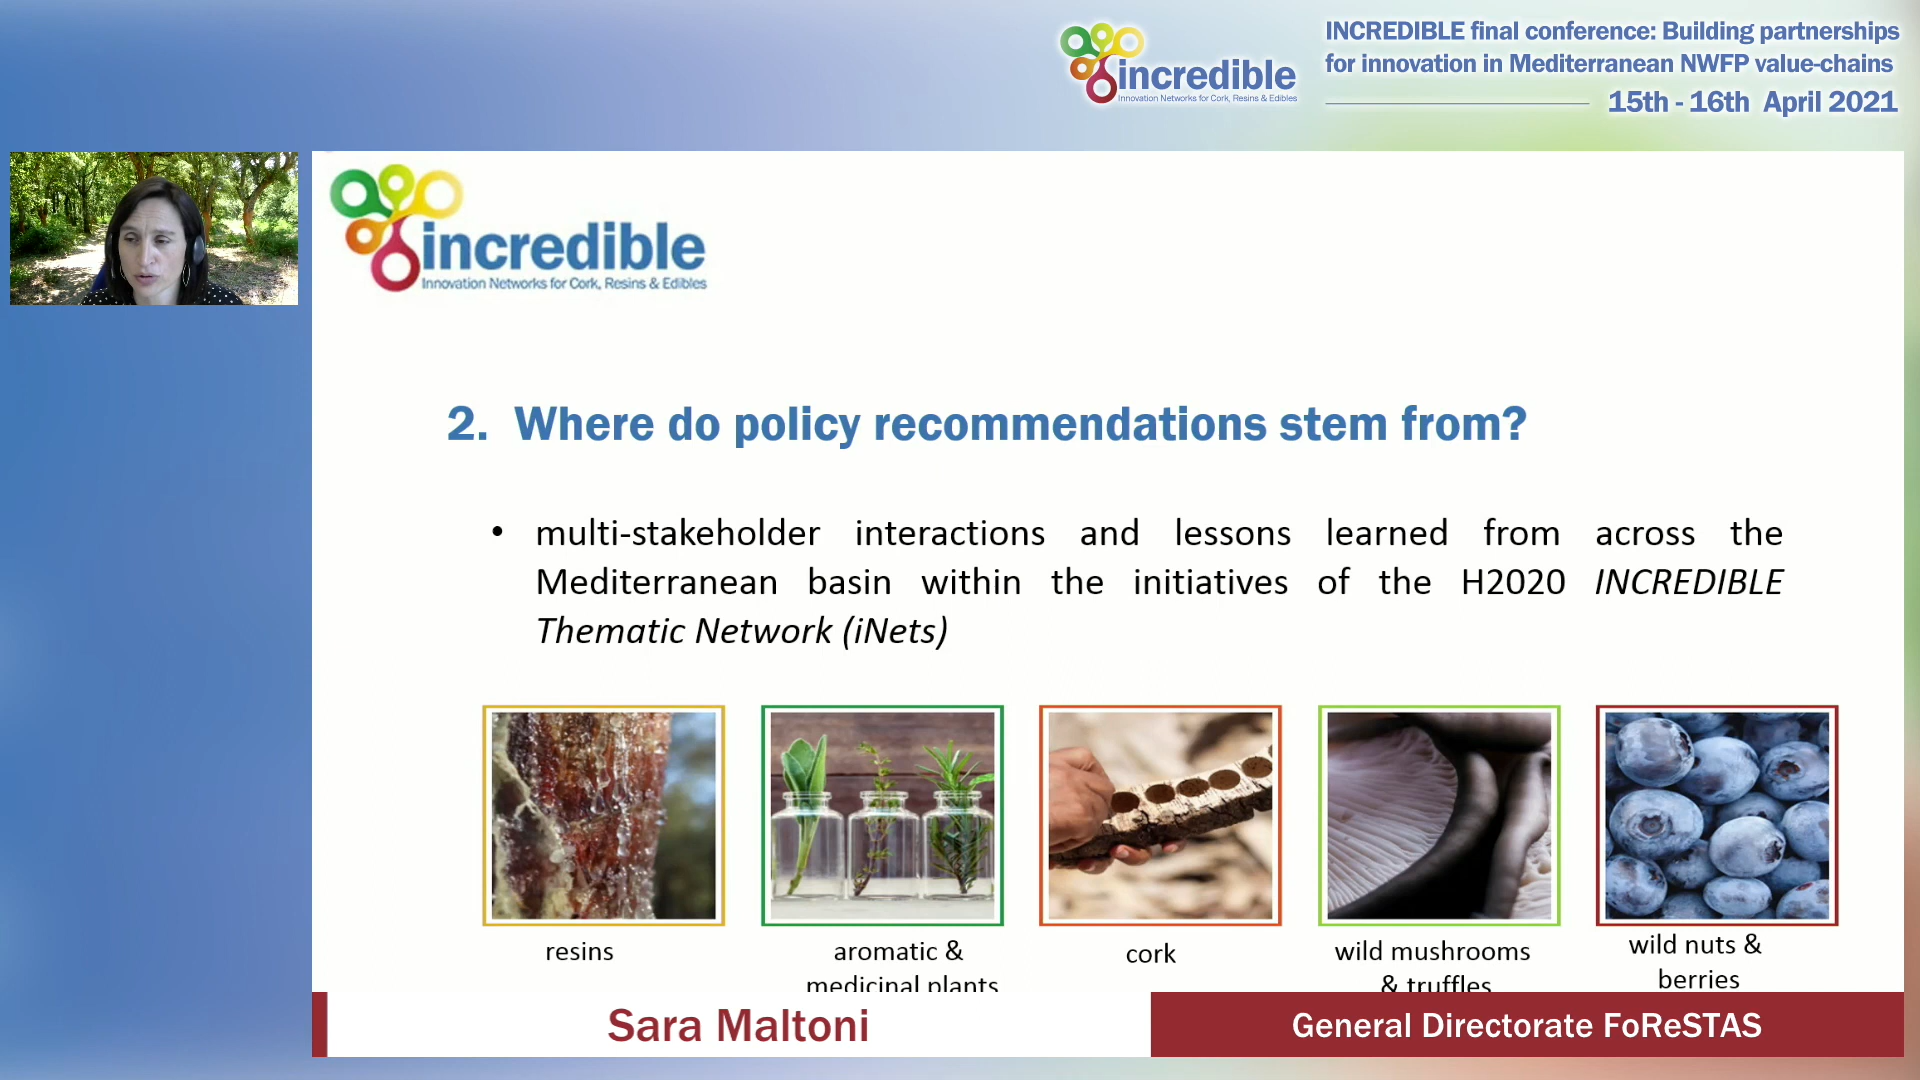 incredible
Innovation Networks for Cork, Resins & Edibles
INCREDIBLE final conference: Building partnerships
for innovation in Mediterranean NWFP value-chains
15th - 16th April 2021
incredible
Innovation Networks for Cork, Resins & Edibles
2. Where do policy recommendations stem from?
• multi-stakeholder interactions and lessons learned from across the
Mediterranean basin within the initiatives of the H2020 INCREDIBLE
Thematic Network (iNets)
resins
aromatic &
medicinal plants
cork
wild mushrooms
& truffles
wild nuts &
berries
Sara Maltoni
General Directorate FoReSTAS